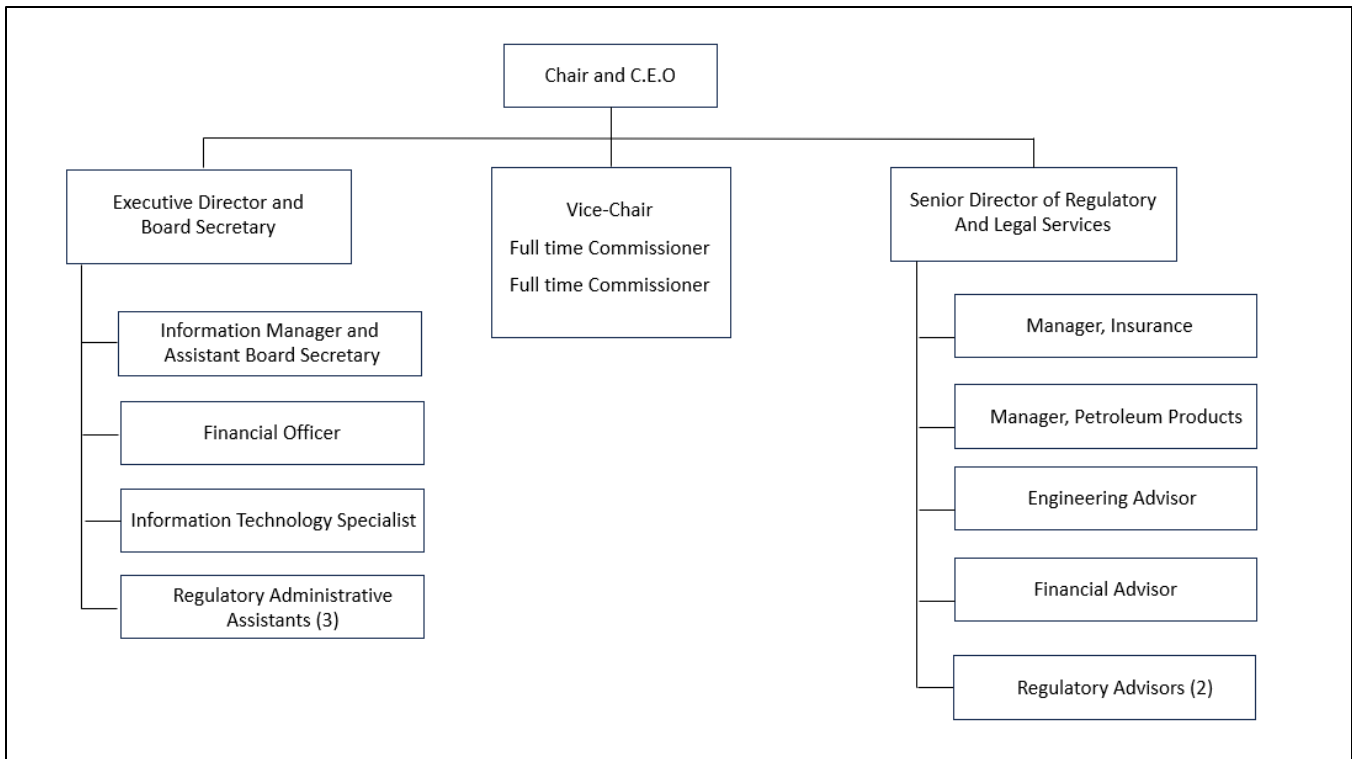 Chair and C.E.O
Executive Director and
Board Secretary
Vice-Chair
Full time Commissioner
Full time Commissioner
Senior Director of Regulatory
And Legal Services
Information Manager and
Assistant Board Secretary
Financial Officer
Information Technology Specialist
Regulatory Administrative
Assistants (3)
Manager, Insurance
Manager, Petroleum Products
Engineering Advisor
Financial Advisor
Regulatory Advisors (2)